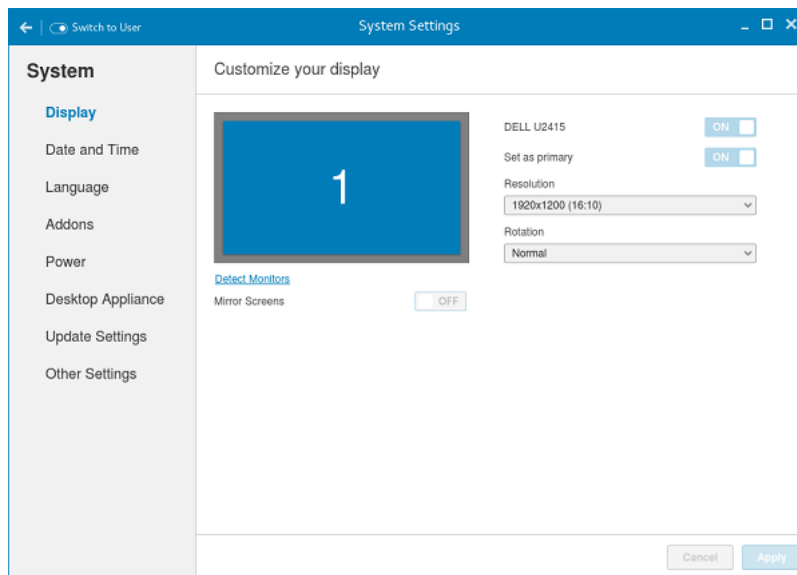 Switch to User
System Settings
System
Display
Date and Time
Language
Addons
Power
Desktop Appliance
Update Settings
Other Settings
Customize your display
1
Detect Monitors
Mirror Screens
OFF
DELL U2415
ON
Set as primary
ON
Resolution
1920x1200 (16:10)
Rotation
Normal
Cancel
Apply